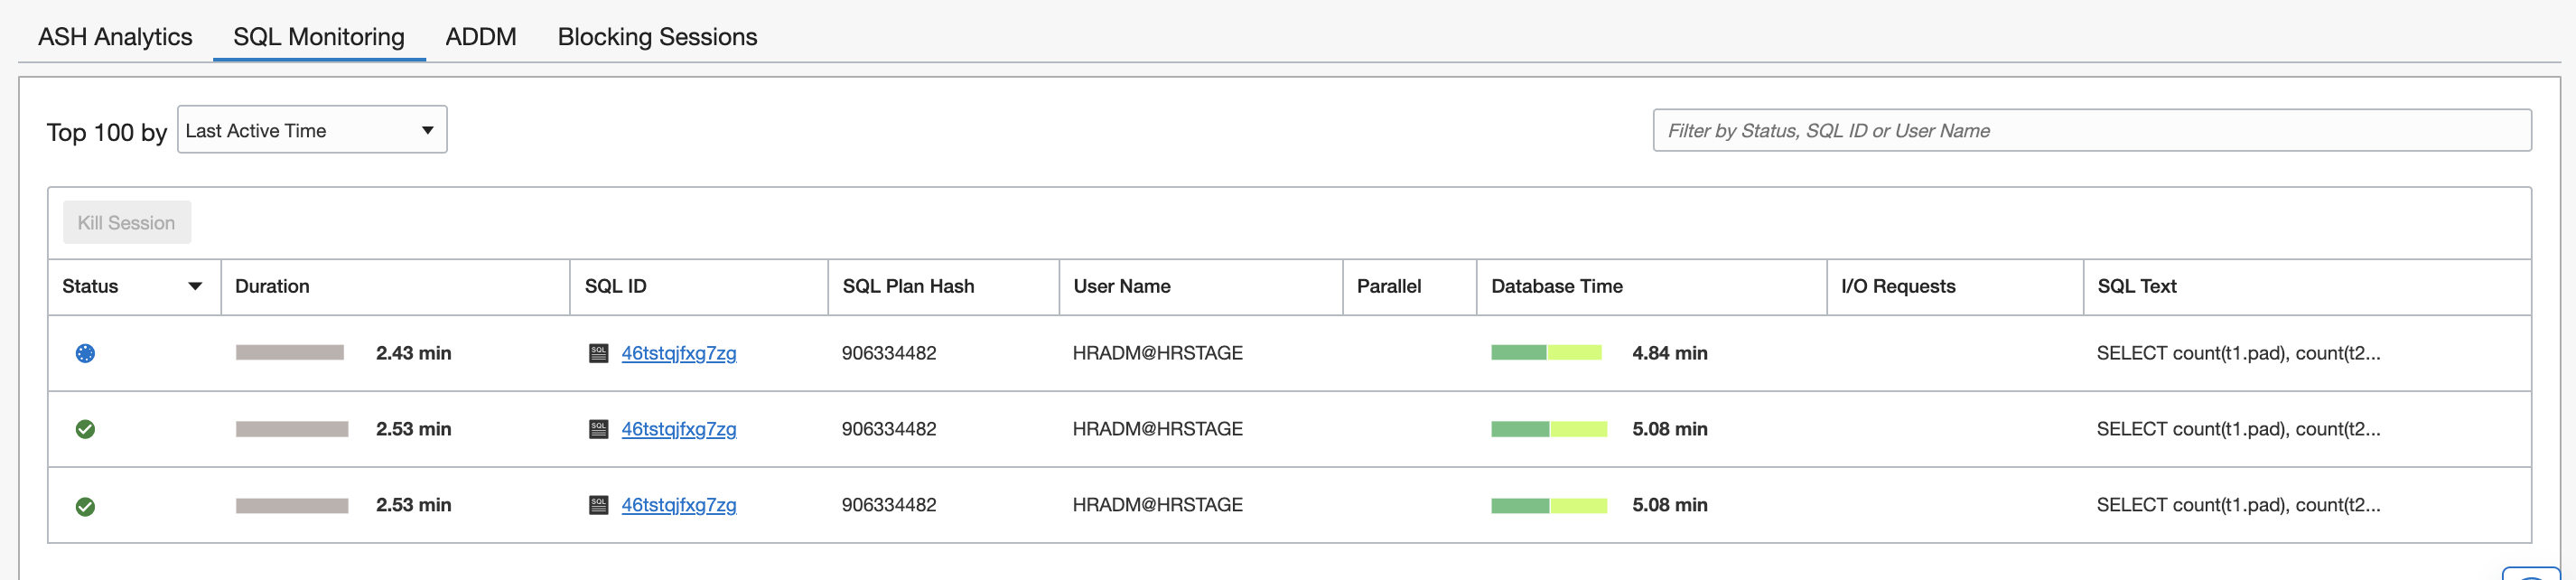 ASH Analytics SQL Monitoring ADDM Blocking Sessions
Top 100 by Last Active Time Filter by Status, SQL ID or User Name
Kill Session
Status Duration SQL ID SQL Plan Hash User Name Parallel Database Time I/O Requests SQL Text
2.43 min SQL 46tstqjfxg7zg 906334482 HRADM@HRSTAGE 4.84 min SELECT count(t1.pad), count(t2...
2.53 min SQL 46tstqjfxg7zg 906334482 HRADM@HRSTAGE 5.08 min SELECT count(t1.pad), count(t2...
2.53 min SQL 46tstqjfxg7zg 906334482 HRADM@HRSTAGE 5.08 min SELECT count(t1.pad), count(t2...